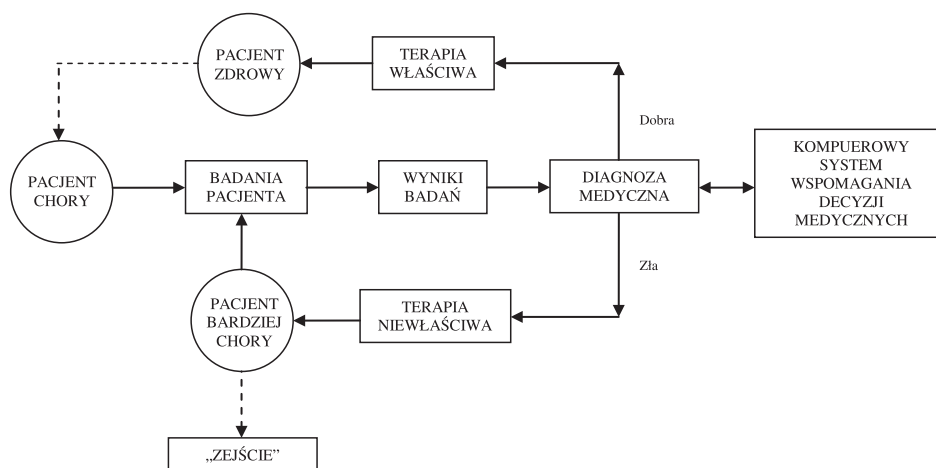 PACJENT
ZDROWY
TERAPIA
WŁAŚCIWA
Dobra
PACJENT
CHORY
BADANIA
PACJENTA
WYNIKI
BADAŃ
DIAGNOZA
MEDYCZNA
KOMPUEROWY
SYSTEM
WSPOMAGANIA
DECYZJI
MEDYCZNYCH
Zła
PACJENT
BARDZIEJ
CHORY
TERAPIA
NIEWŁAŚCIWA
„ZEJŚCIE”